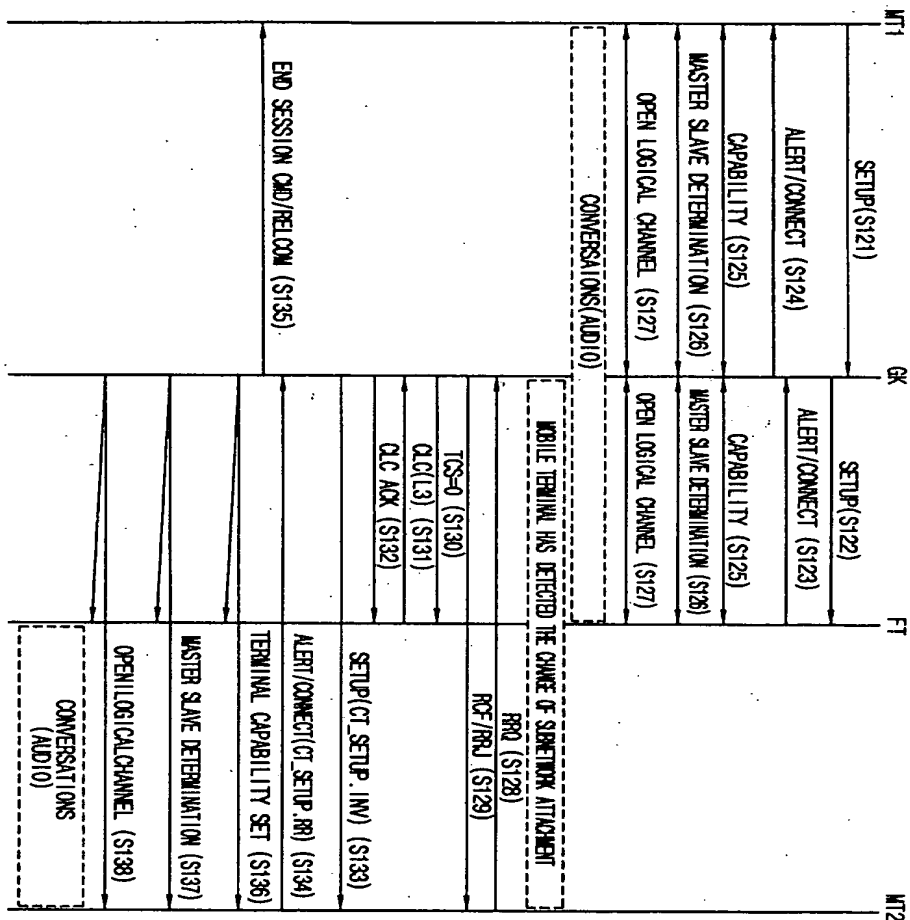 MT1
GK
FT
MT2
SETUP(S121)
SETUP(S122)
ALERT/CONNECT (S123)
ALERT/CONNECT (S124)
CAPABILITY (S125)
CAPABILITY (S125)
MASTER SLAVE DETERMINATION (S126)
MASTER SLAVE DETERMINATION (S126)
OPEN LOGICAL CHANNEL (S127)
OPEN LOGICAL CHANNEL (S127)
CONVERSATIONS(AUDIO)
MOBILE TERMINAL HAS DETECTED THE CHANGE OF SUBNETWORK ATTACHMENT
RRQ (S128)
RCF/RRJ (S129)
TCS=0 (S130)
CLC(L3) (S131)
CLC ACK (S132)
SETUP(CT_SETUP.INV) (S133)
ALERT/CONNECT(CT_SETUP.RR) (S134)
END SESSION CMD/RELCOM (S135)
TERMINAL CAPABILITY SET (S136)
MASTER SLAVE DETERMINATION (S137)
OPENILOGICALCHANNEL (S138)
CONVERSATIONS
(AUDIO)